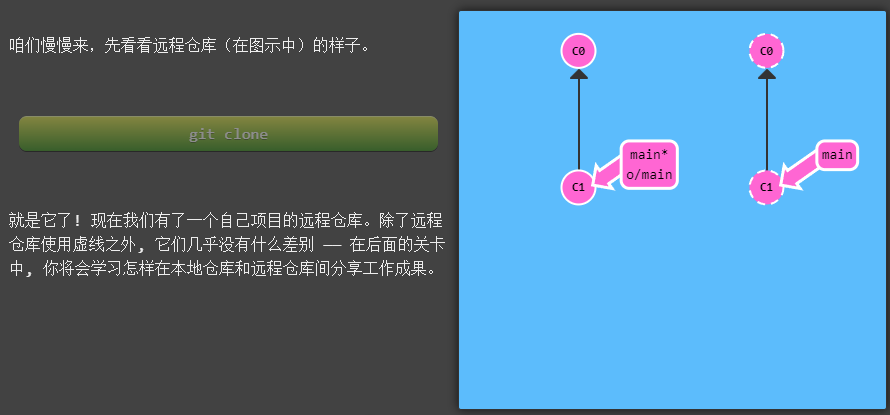 咱们慢慢来，先看看远程仓库（在图示中）的样子。
git clone
就是它了! 现在我们有了一个自己项目的远程仓库。除了远程
仓库使用虚线之外, 它们几乎没有什么差别 —— 在后面的关卡
中, 你将会学习怎样在本地仓库和远程仓库间分享工作成果。
C0
C0
main*
o/main
main
C1
C1